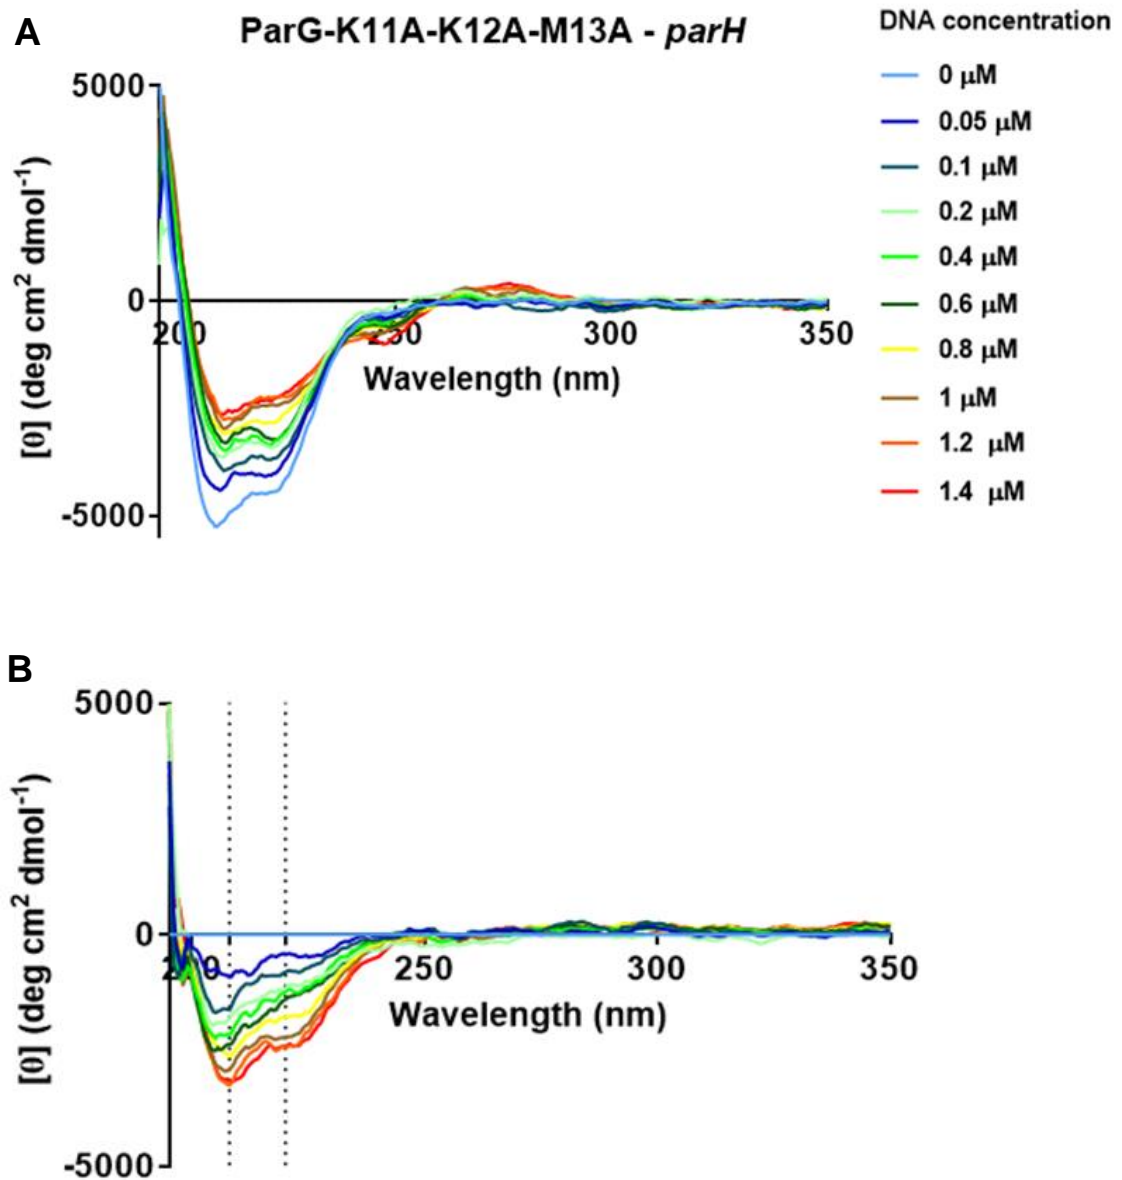 A
ParG-K11A-K12A-M13A - parH
DNA concentration
0 μM
0.05 μM
0.1 μM
0.2 μM
0.4 μM
0.6 μM
0.8 μM
1 μM
1.2 μM
1.4 μM
5000
0
-5000
[θ] (deg cm² dmol⁻¹)
200 250 300 350
Wavelength (nm)
B
5000
0
-5000
[θ] (deg cm² dmol⁻¹)
200 250 300 350
Wavelength (nm)